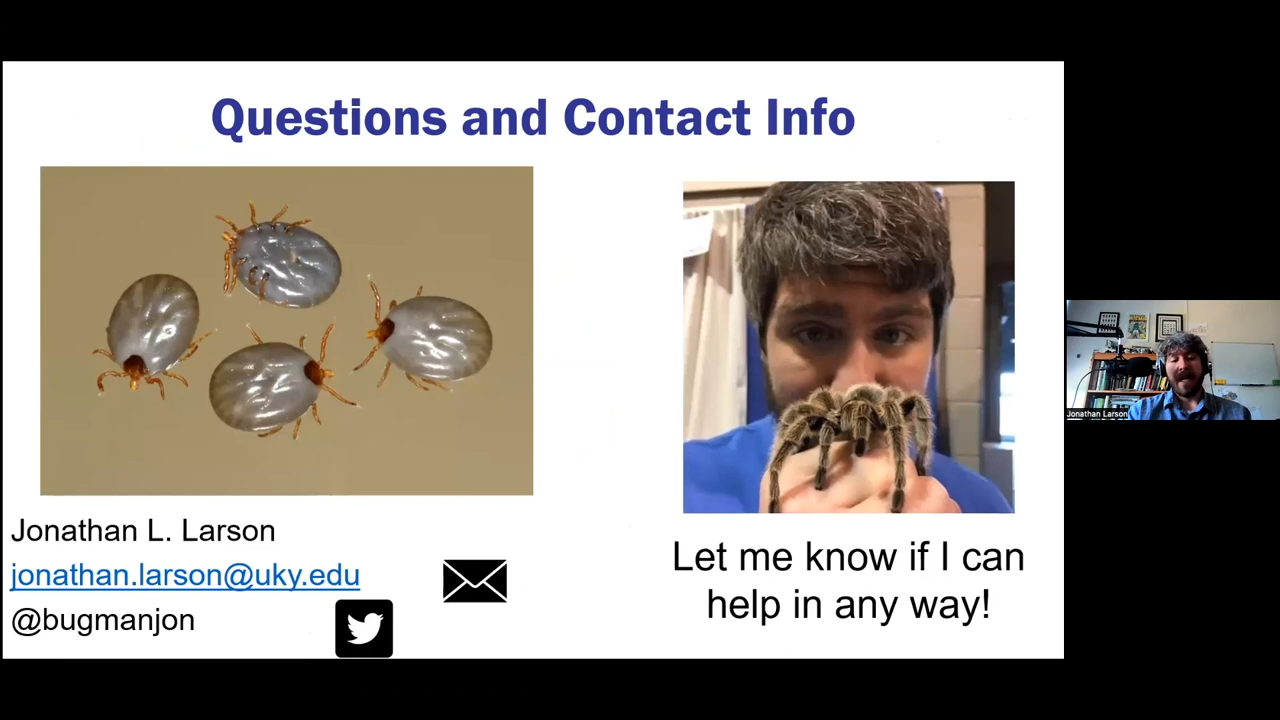 Questions and Contact Info
Jonathan L. Larson
jonathan.larson@uky.edu
@bugmanjon
Let me know if I can
help in any way!
Jonathan Larson